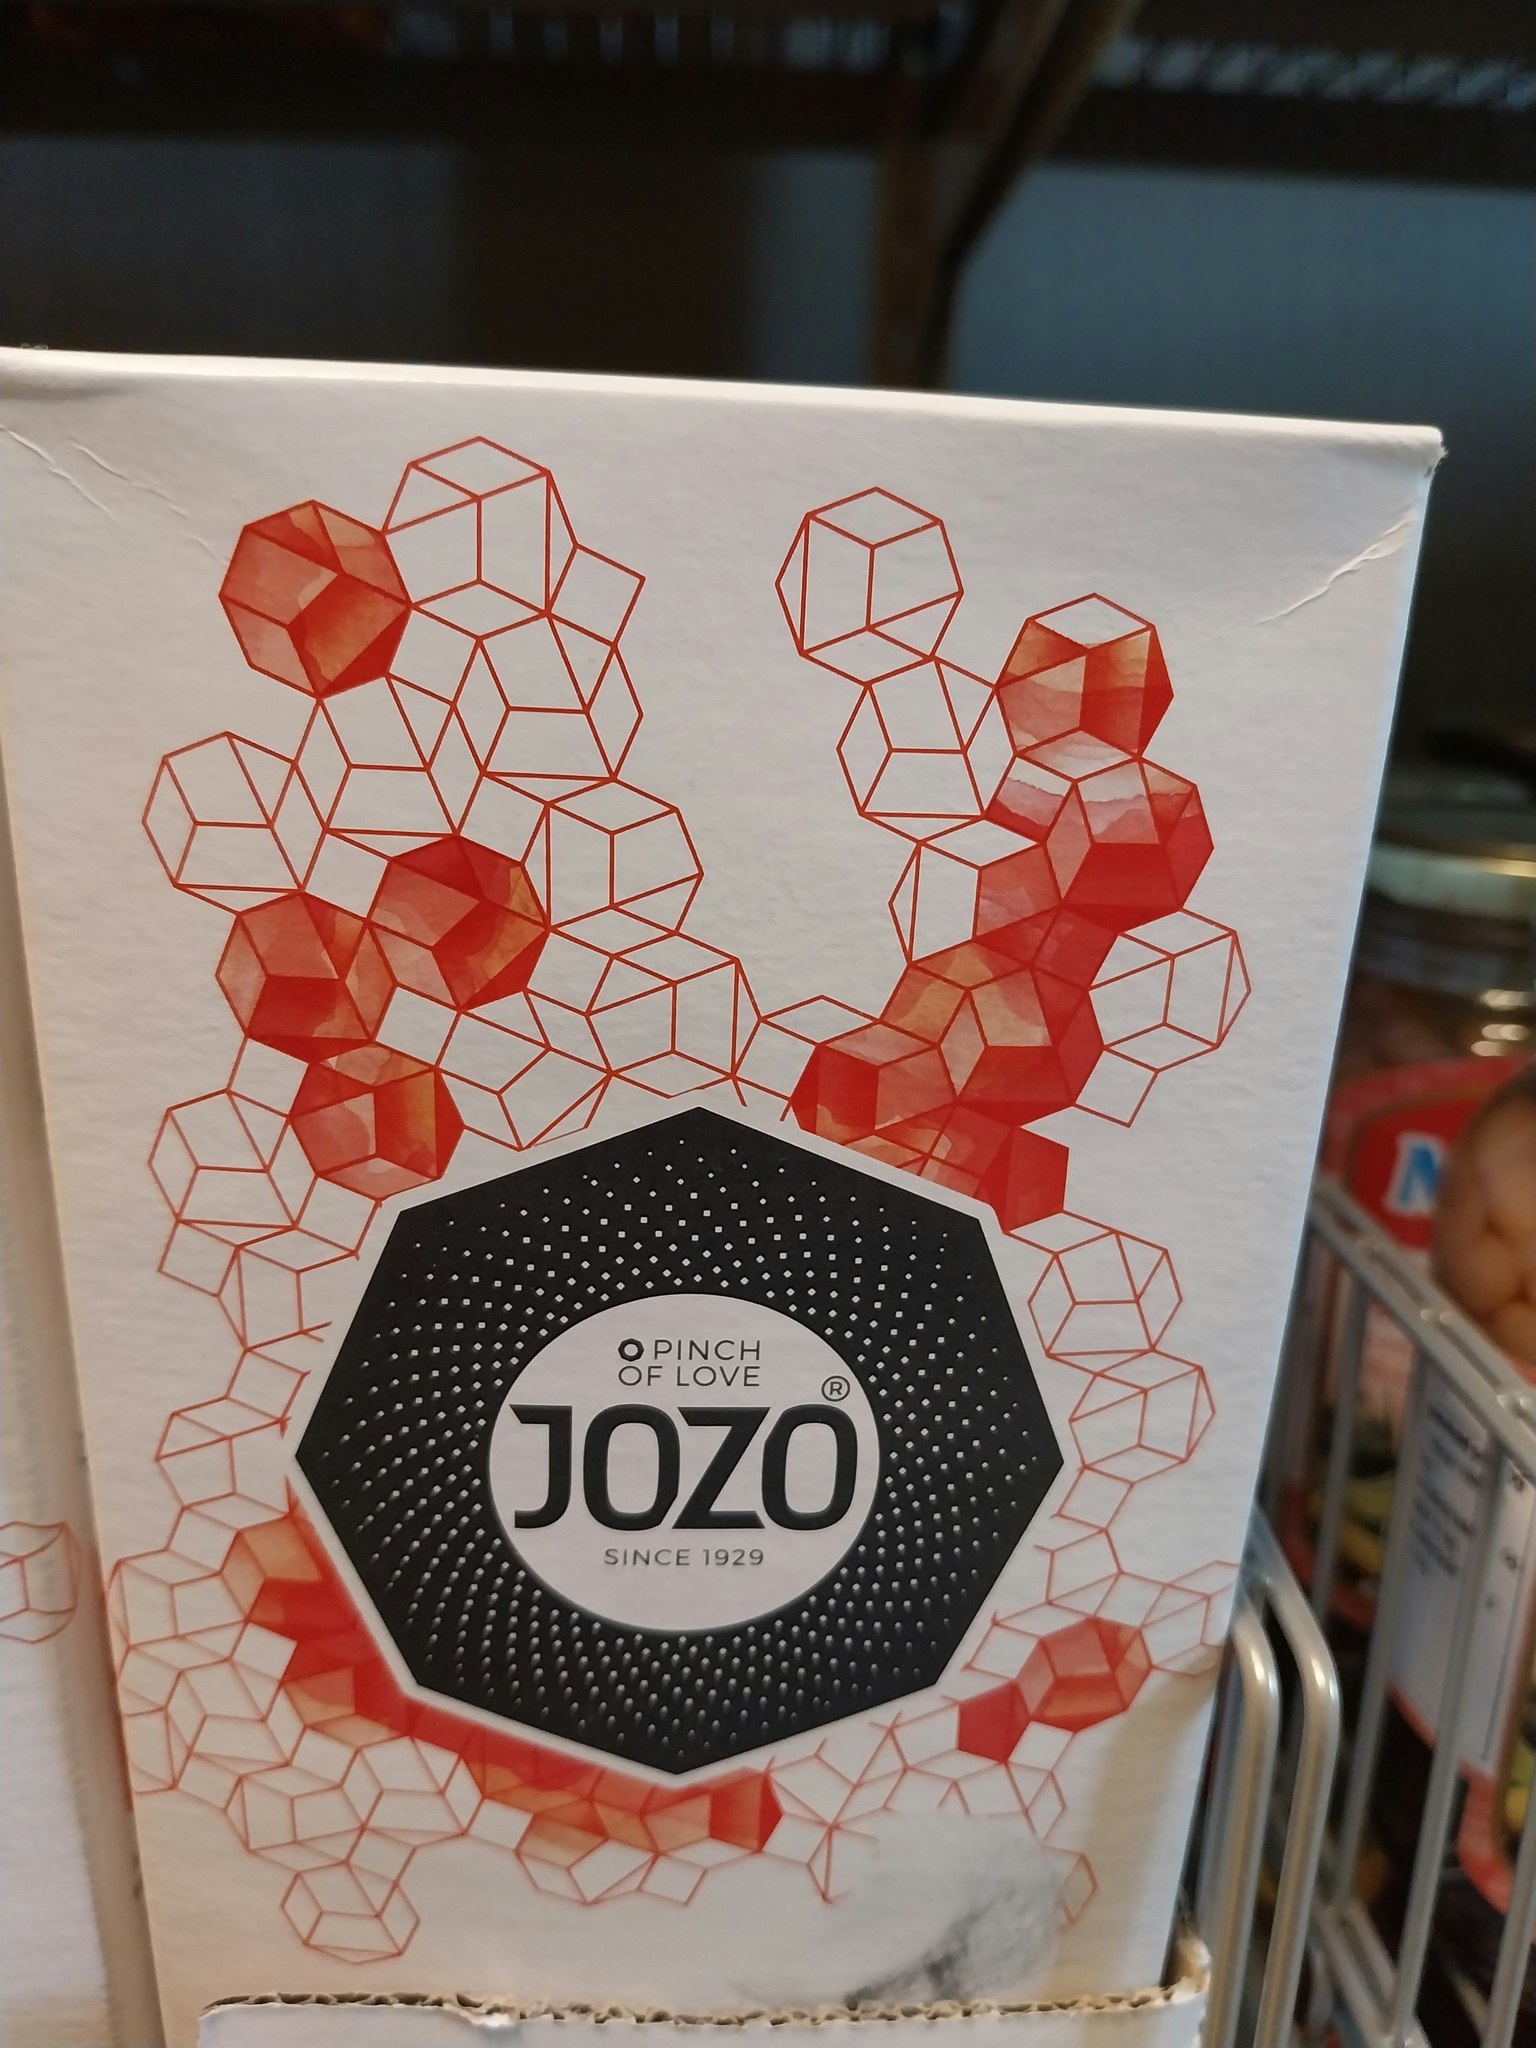 PINCH
OF LOVE
JOZO®
SINCE 1929